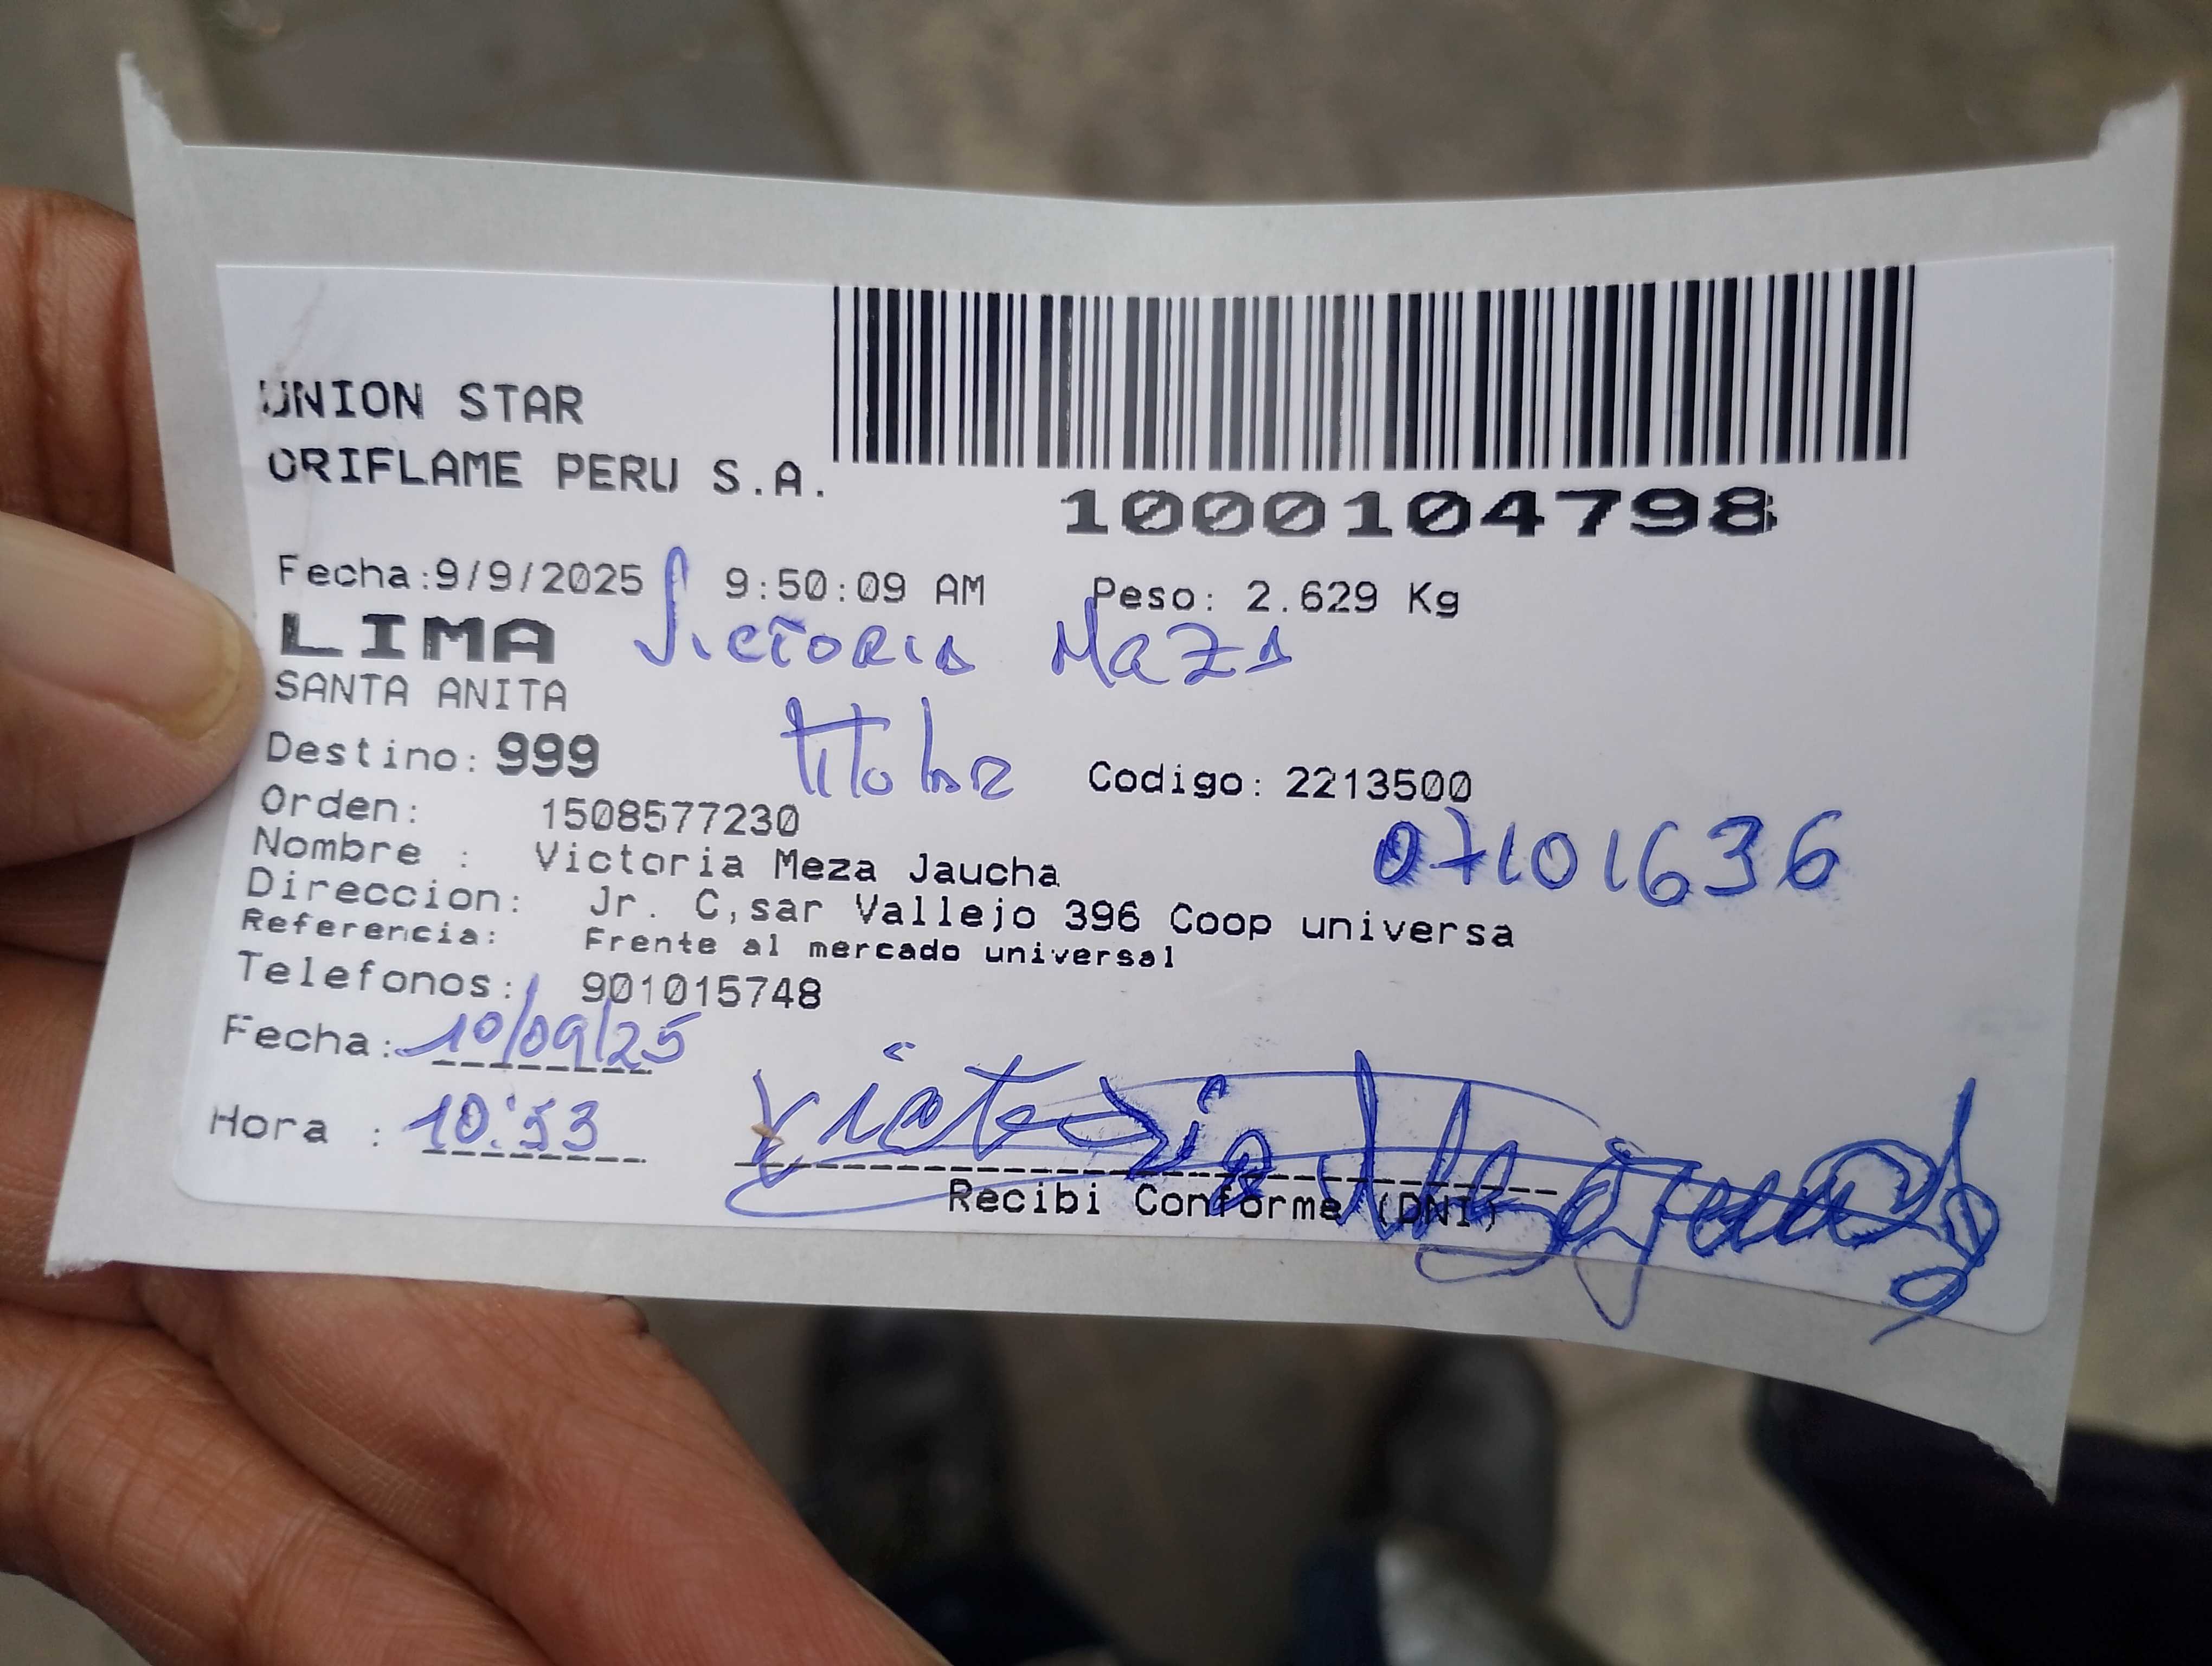 UNION STAR
ORIFLAME PERU S.A.
1000104798
Fecha:9/9/2025 9:50:09 AM Peso: 2.629 Kg
LIMA Victoria Maza
SANTA ANITA
Titular
Destino: 999 Codigo: 2213500
Orden: 1508577230
07101636
Nombre : Victoria Meza Jaucha
Direccion: Jr. C,sar Vallejo 396 Coop universa
Referencia: Frente al mercado universal
Telefonos: 901015748
Fecha: 10/09/25
Hora : 10:53
Victoria
Recibi Conforme (DNI)